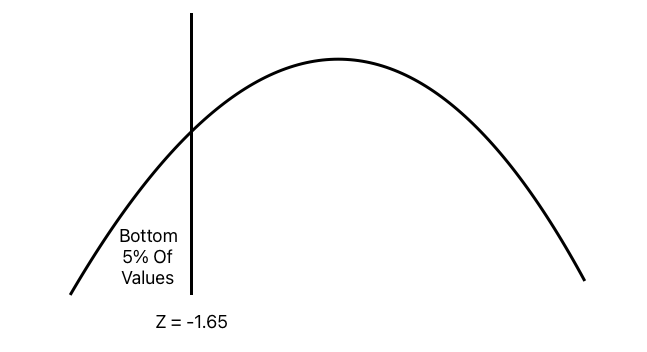 Bottom
5% Of
Values
Z = -1.65